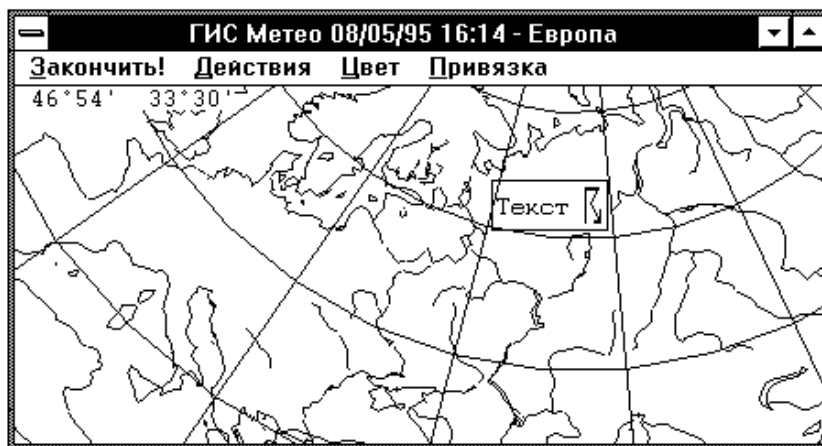 ГИС Метео 08/05/95 16:14 - Европа
Закончить! Действия Цвет Привязка
46°54' 33°30'
Текст